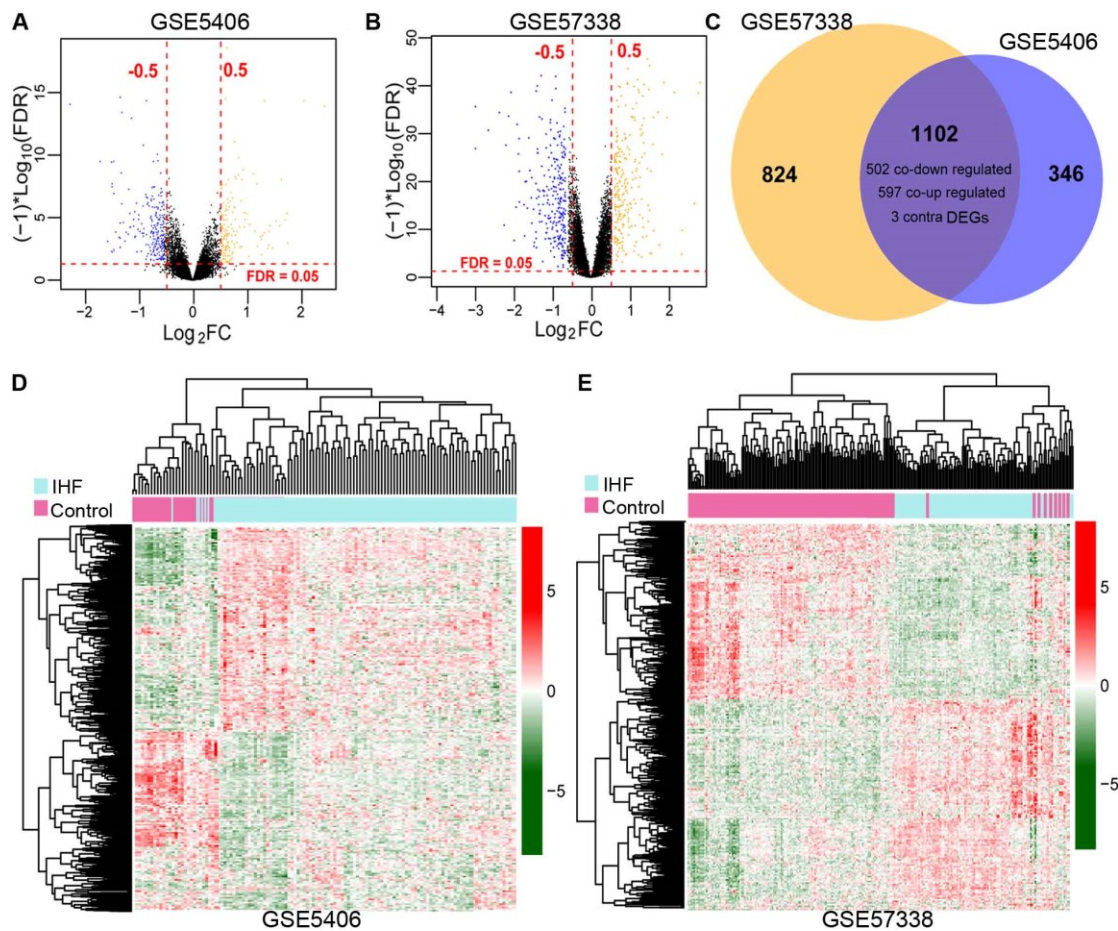 A
GSE5406
-0.5
0.5
FDR = 0.05
(−1)*Log10(FDR)
15
10
5
0
−2
−1
0
1
2
Log2FC
B
GSE57338
-0.5
0.5
FDR = 0.05
(−1)*Log10(FDR)
50
40
30
20
10
0
−4
−3
−2
−1
0
1
2
Log2FC
C
GSE57338
GSE5406
824
1102
502 co-down regulated
597 co-up regulated
3 contra DEGs
346
D
IHF
Control
5
0
−5
GSE5406
E
IHF
Control
5
0
−5
GSE57338